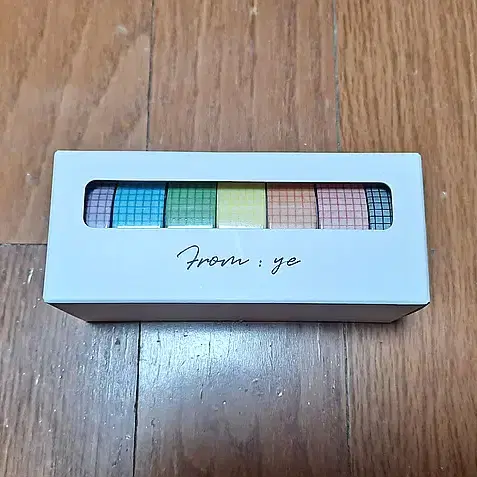 From : ye